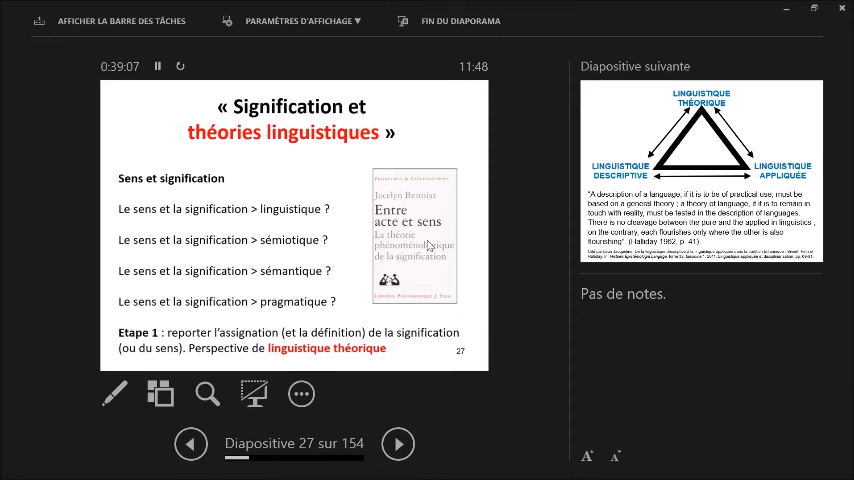 AFFICHER LA BARRE DES TÂCHES
PARAMÈTRES D'AFFICHAGE ▼
FIN DU DIAPORAMA
0:39:07
11:48
« Signification et
théories linguistiques »
Sens et signification
Le sens et la signification > linguistique ?
Le sens et la signification > sémiotique ?
Le sens et la signification > sémantique ?
Le sens et la signification > pragmatique ?
PROBLÈMES & CONTROVERSES
Jocelyn Benoist
Entre
acte et sens
La théorie
phénoménologique
de la signification
LIBRAIRIE PHILOSOPHIQUE J. VRIN
Etape 1 : reporter l'assignation (et la définition) de la signification
(ou du sens). Perspective de linguistique théorique
27
Diapositive 27 sur 154
Diapositive suivante
LINGUISTIQUE
THÉORIQUE
LINGUISTIQUE
DESCRIPTIVE
LINGUISTIQUE
APPLIQUÉE
"A description of a language, if it is to be of practical use, must be
based on a general theory ; a theory of language, if it is to remain in
touch with reality, must be tested in the description of languages.
There is no cleavage between the pure and the applied in linguistics ,
on the contrary, each flourishes only where the other is also
flourishing". (Halliday 1962, p. 41).
Pas de notes.
A
A